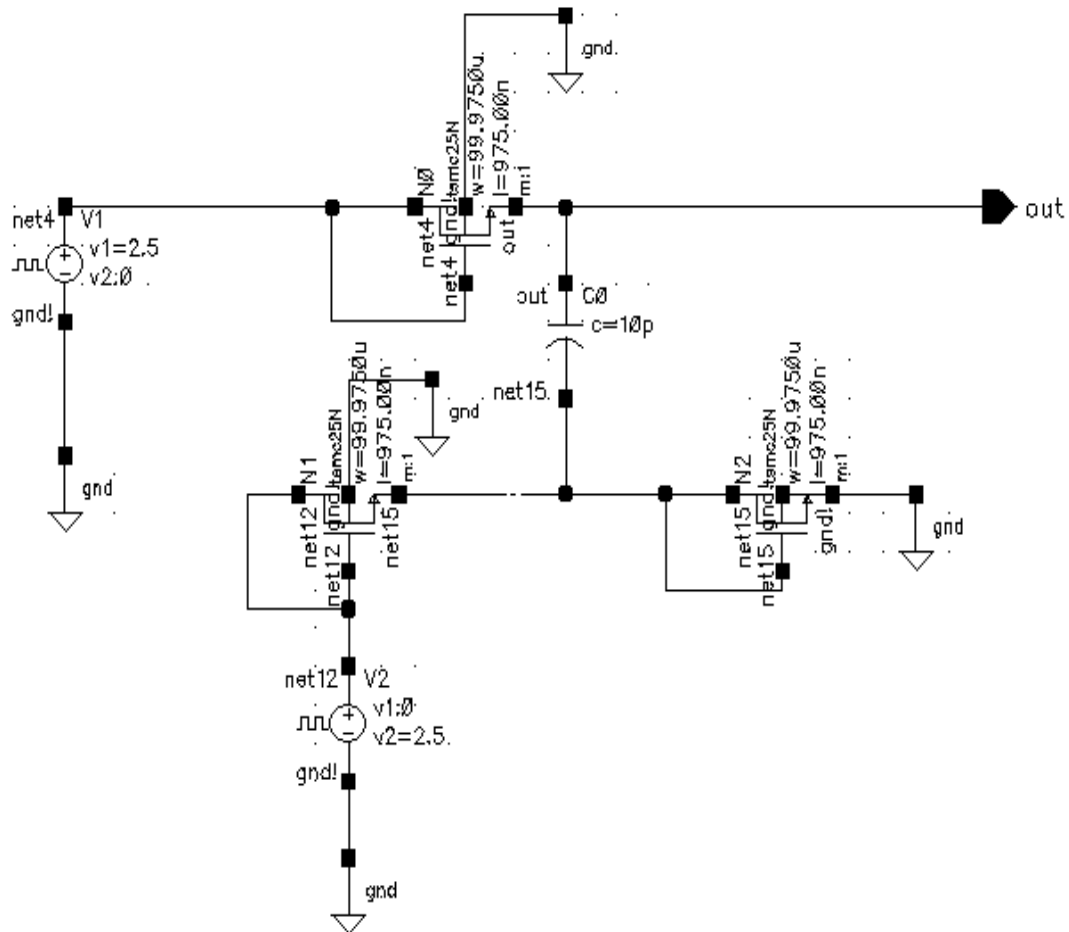 gnd
w=99.9750u
l=975.00n
m:1
N0
tsmc25N
gnd!
net4
net4
out
net4
V1
v1=2.5
v2:0
gnd!
gnd
out
out
C0
c=10p
net15
w=99.9750u
l=975.00n
m:1
N1
tsmc25N
gnd!
net12
net12
net15
gnd
w=99.9750u
l=975.00n
m:1
N2
tsmc25N
gnd!
net15
net15
gnd!
gnd
net12
V2
v1:0
v2=2.5
gnd!
gnd